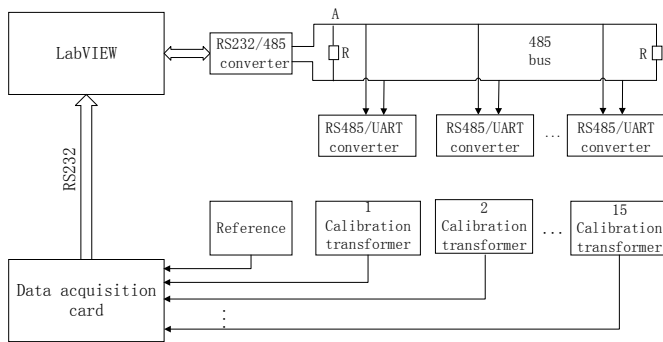 LabVIEW
RS232/485
converter
A
R
485
bus
R
RS485/UART
converter
RS485/UART
converter
...
RS485/UART
converter
RS232
Reference
1
Calibration
transformer
2
Calibration
transformer
...
15
Calibration
transformer
Data acquisition
card
...